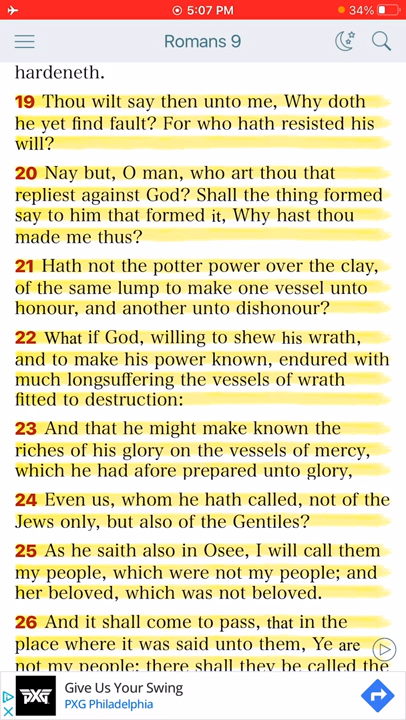 5:07 PM
34%
Romans 9
hardeneth.
19 Thou wilt say then unto me, Why doth
he yet find fault? For who hath resisted his
will?
20 Nay but, O man, who art thou that
repliest against God? Shall the thing formed
say to him that formed it, Why hast thou
made me thus?
21 Hath not the potter power over the clay,
of the same lump to make one vessel unto
honour, and another unto dishonour?
22 What if God, willing to shew his wrath,
and to make his power known, endured with
much longsuffering the vessels of wrath
fitted to destruction:
23 And that he might make known the
riches of his glory on the vessels of mercy,
which he had afore prepared unto glory,
24 Even us, whom he hath called, not of the
Jews only, but also of the Gentiles?
25 As he saith also in Osee, I will call them
my people, which were not my people; and
her beloved, which was not beloved.
26 And it shall come to pass, that in the
place where it was said unto them, Ye are
not my people; there shall they be called the
PXG
Give Us Your Swing
PXG Philadelphia